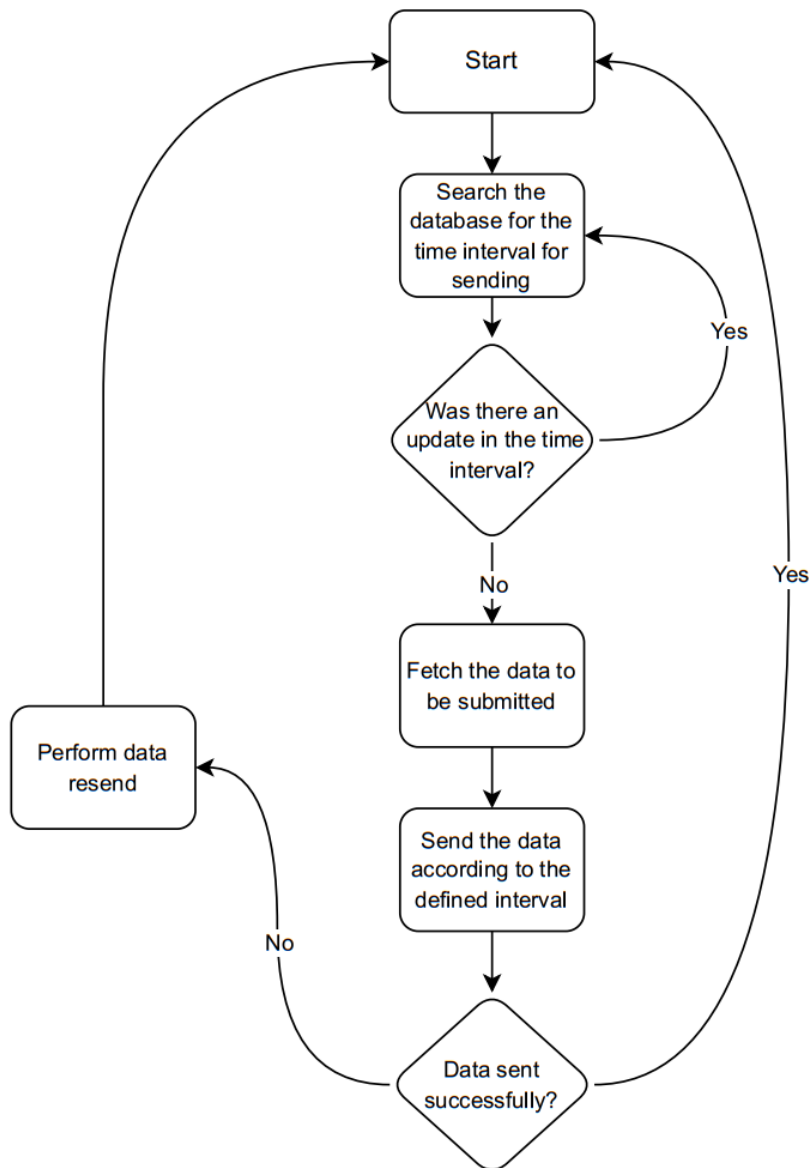 Start
Search the
database for the
time interval for
sending
Yes
Was there an
update in the time
interval?
No
Yes
Fetch the data to
be submitted
Perform data
resend
Send the data
according to the
defined interval
No
Data sent
successfully?